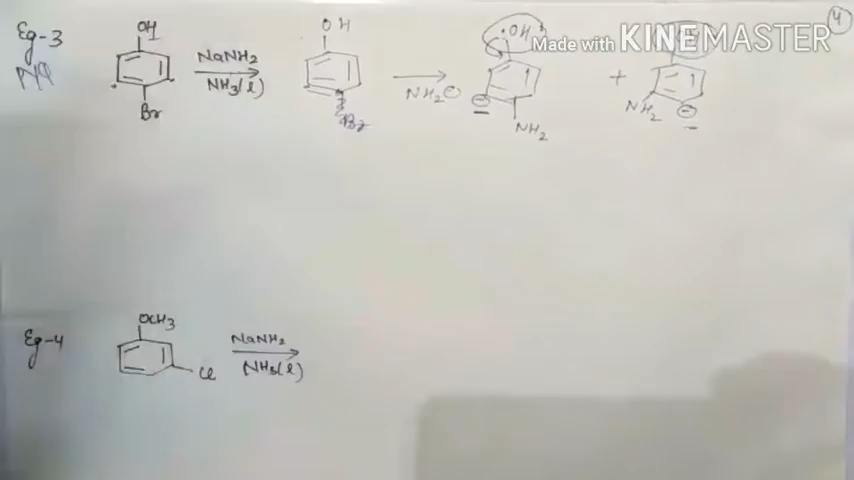 4
Made with KINEMASTER
Eg-3
OH
Br
NaNH2
NH3(l)
OH
Br
NH2⊖
OH
⊖
NH2
+
NH2
⊖
Eg-4
OCH3
Cl
NaNH2
NH3(l)